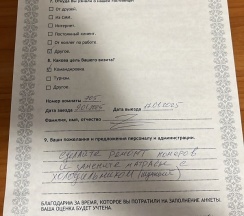 7. Откуда Вы узнали о нашей гостинице?
От друзей.
На сайте.
Интернет.
Постоянный клиент.
От коллег по работе
Другое.
8. Какова цель Вашего визита?
Командировка
Туризм.
Другое.
Номер комнаты 905
Дата заезда Дата выезда
Фамилия, имя, отчество
9. Ваши пожелания и предложения персоналу и администрации.
Сделайте ремонт номеров
и замените матрасы и
холодильники
БЛАГОДАРИМ ЗА ВРЕМЯ, КОТОРОЕ ВЫ ПОТРАТИЛИ НА ЗАПОЛНЕНИЕ АНКЕТЫ.
ВАША ОЦЕНКА БУДЕТ УЧТЕНА.